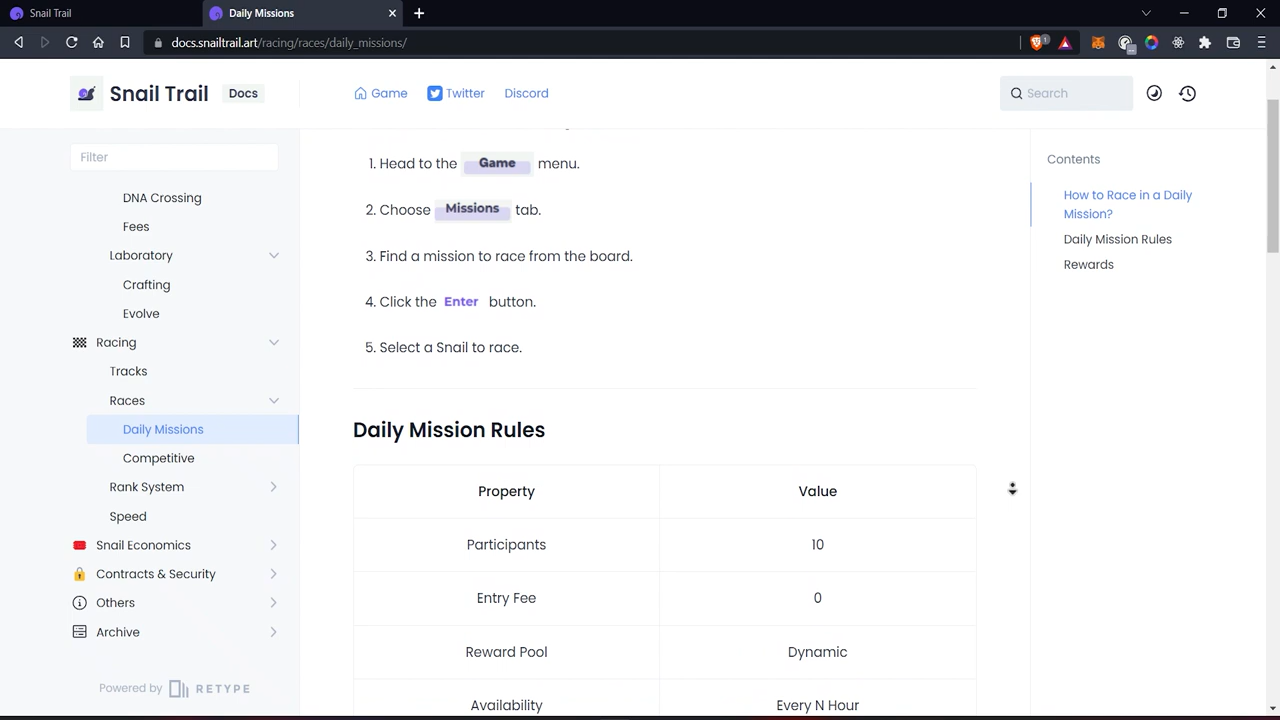 Snail Trail
Daily Missions
docs.snailtrail.art/racing/races/daily_missions/
Snail Trail
Docs
Game
Twitter
Discord
Search
Filter
DNA Crossing
Fees
Laboratory
Crafting
Evolve
Racing
Tracks
Races
Daily Missions
Competitive
Rank System
Speed
Snail Economics
Contracts & Security
Others
Archive
Powered by RETYPE
1. Head to the Game menu.
2. Choose Missions tab.
3. Find a mission to race from the board.
4. Click the Enter button.
5. Select a Snail to race.
Daily Mission Rules
Property Value
Participants 10
Entry Fee 0
Reward Pool Dynamic
Availability Every N Hour
Contents
How to Race in a Daily
Mission?
Daily Mission Rules
Rewards